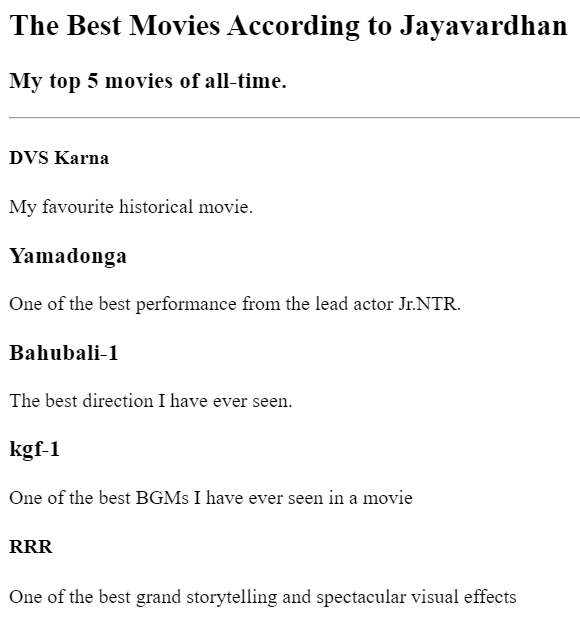 The Best Movies According to Jayavardhan
My top 5 movies of all-time.
DVS Karna
My favourite historical movie.
Yamadonga
One of the best performance from the lead actor Jr.NTR.
Bahubali-1
The best direction I have ever seen.
kgf-1
One of the best BGMs I have ever seen in a movie
RRR
One of the best grand storytelling and spectacular visual effects